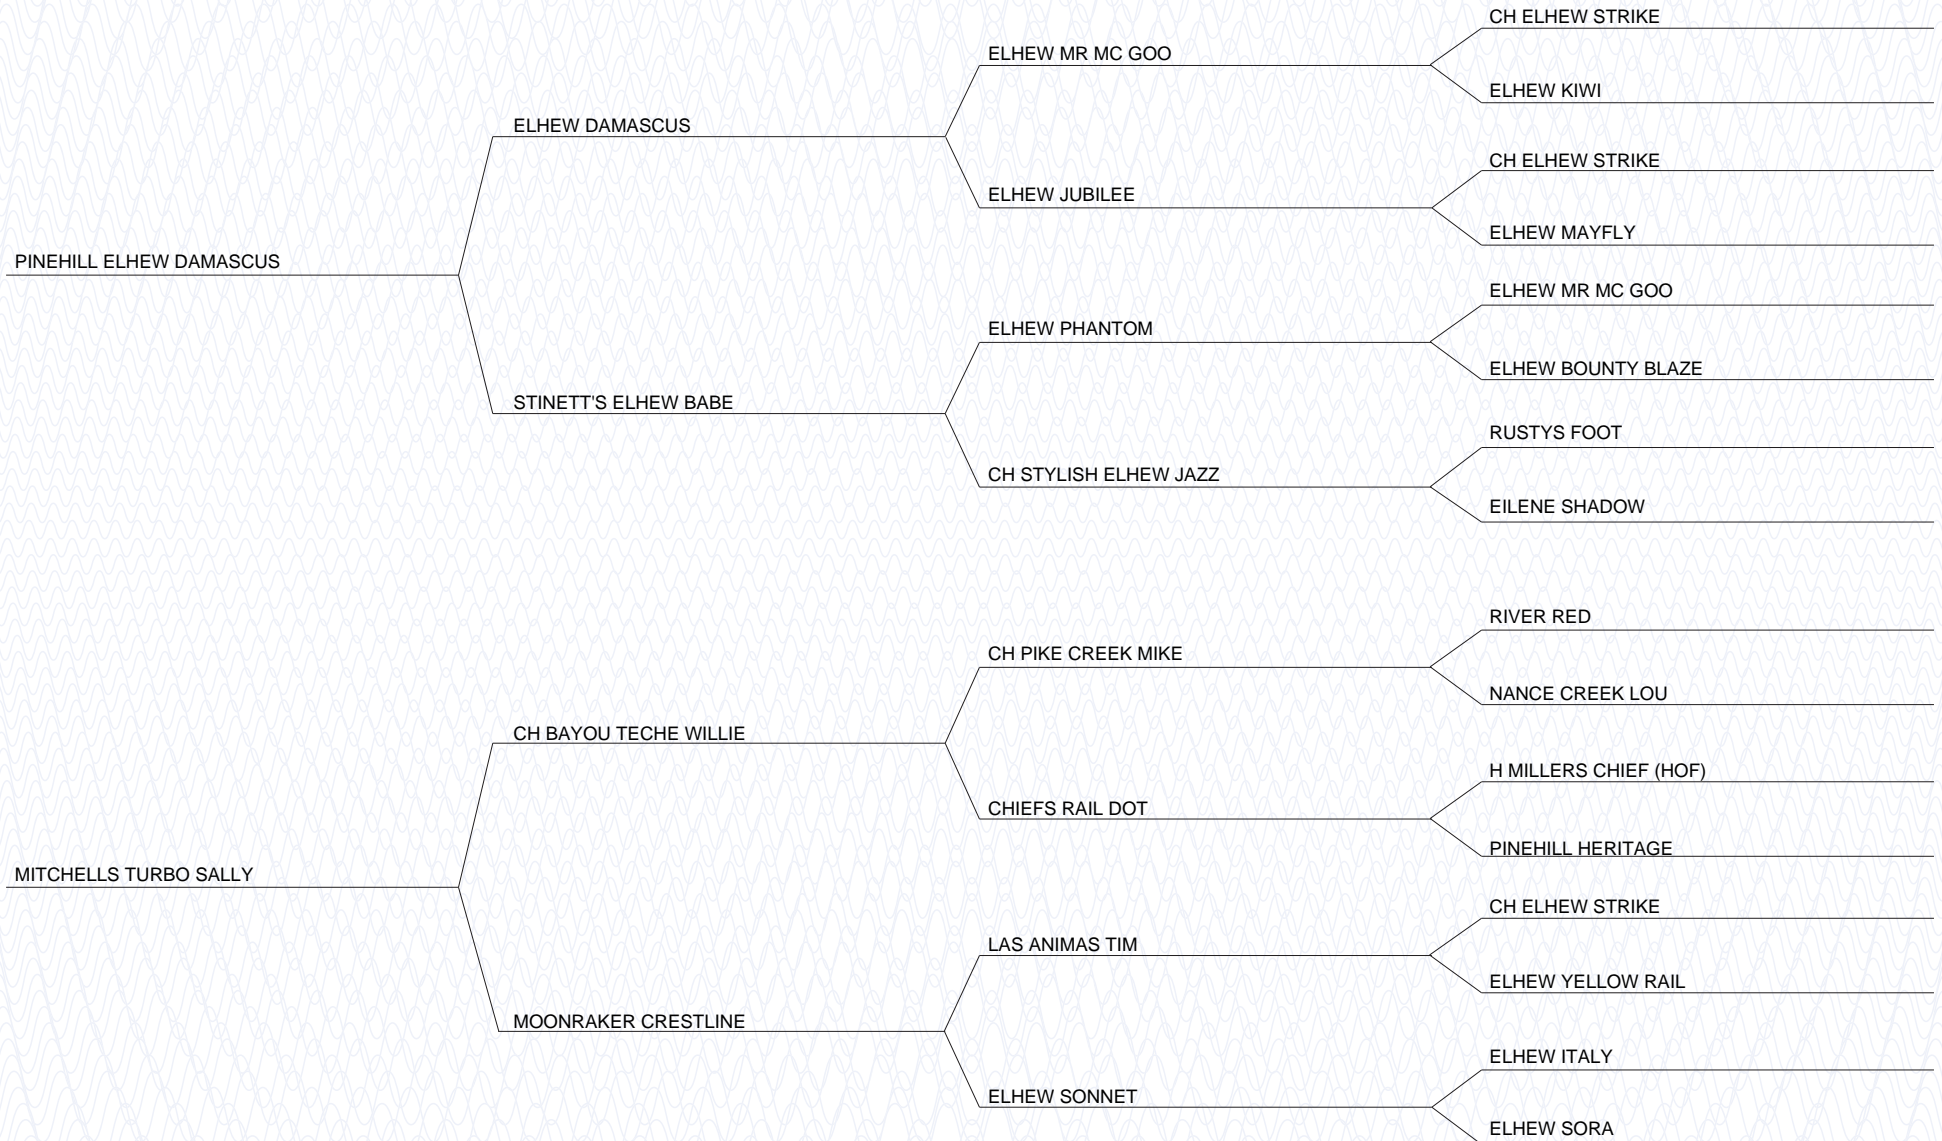 CH ELHEW STRIKE
ELHEW MR MC GOO
ELHEW KIWI
ELHEW DAMASCUS
CH ELHEW STRIKE
ELHEW JUBILEE
ELHEW MAYFLY
PINEHILL ELHEW DAMASCUS
ELHEW MR MC GOO
ELHEW PHANTOM
ELHEW BOUNTY BLAZE
STINETT'S ELHEW BABE
RUSTYS FOOT
CH STYLISH ELHEW JAZZ
EILENE SHADOW
RIVER RED
CH PIKE CREEK MIKE
NANCE CREEK LOU
CH BAYOU TECHE WILLIE
H MILLERS CHIEF (HOF)
CHIEFS RAIL DOT
PINEHILL HERITAGE
MITCHELLS TURBO SALLY
CH ELHEW STRIKE
LAS ANIMAS TIM
ELHEW YELLOW RAIL
MOONRAKER CRESTLINE
ELHEW ITALY
ELHEW SONNET
ELHEW SORA